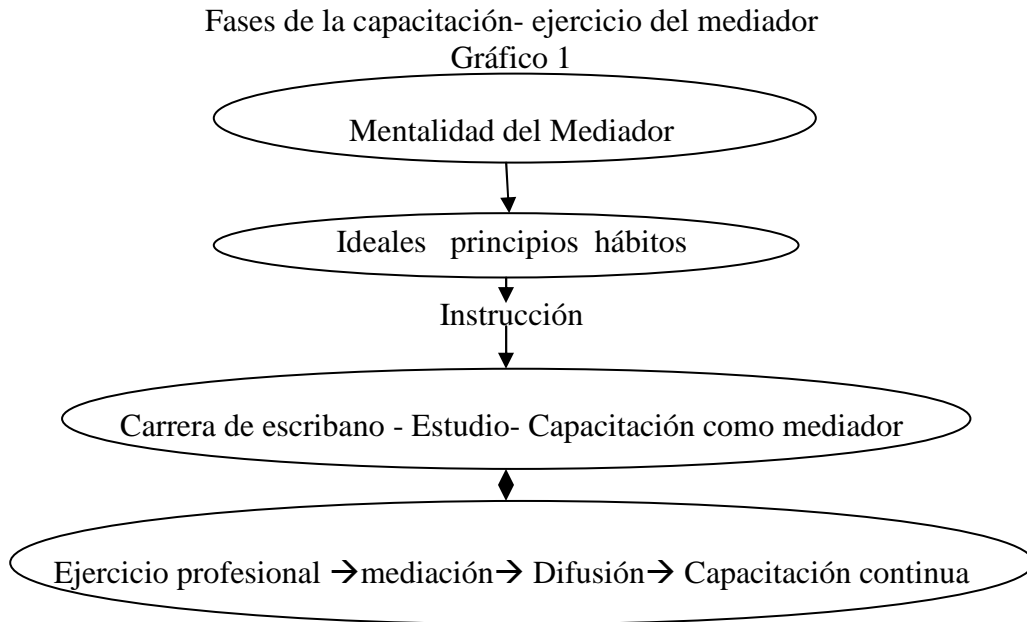 Fases de la capacitación- ejercicio del mediador
Gráfico 1
Mentalidad del Mediador
Ideales principios hábitos
Instrucción
Carrera de escribano - Estudio- Capacitación como mediador
Ejercicio profesional →mediación→ Difusión→ Capacitación continua